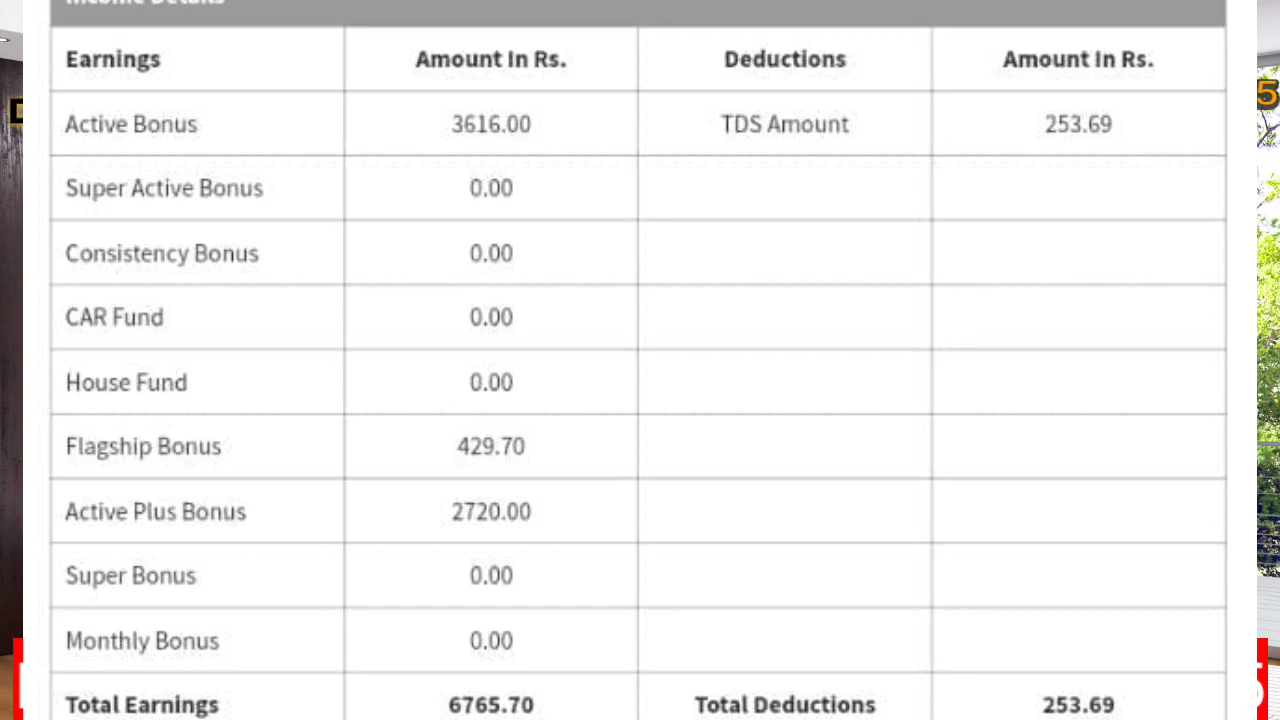 Income Details
Earnings Amount In Rs. Deductions Amount In Rs.
Active Bonus 3616.00 TDS Amount 253.69
Super Active Bonus 0.00
Consistency Bonus 0.00
CAR Fund 0.00
House Fund 0.00
Flagship Bonus 429.70
Active Plus Bonus 2720.00
Super Bonus 0.00
Monthly Bonus 0.00
Total Earnings 6765.70 Total Deductions 253.69
5